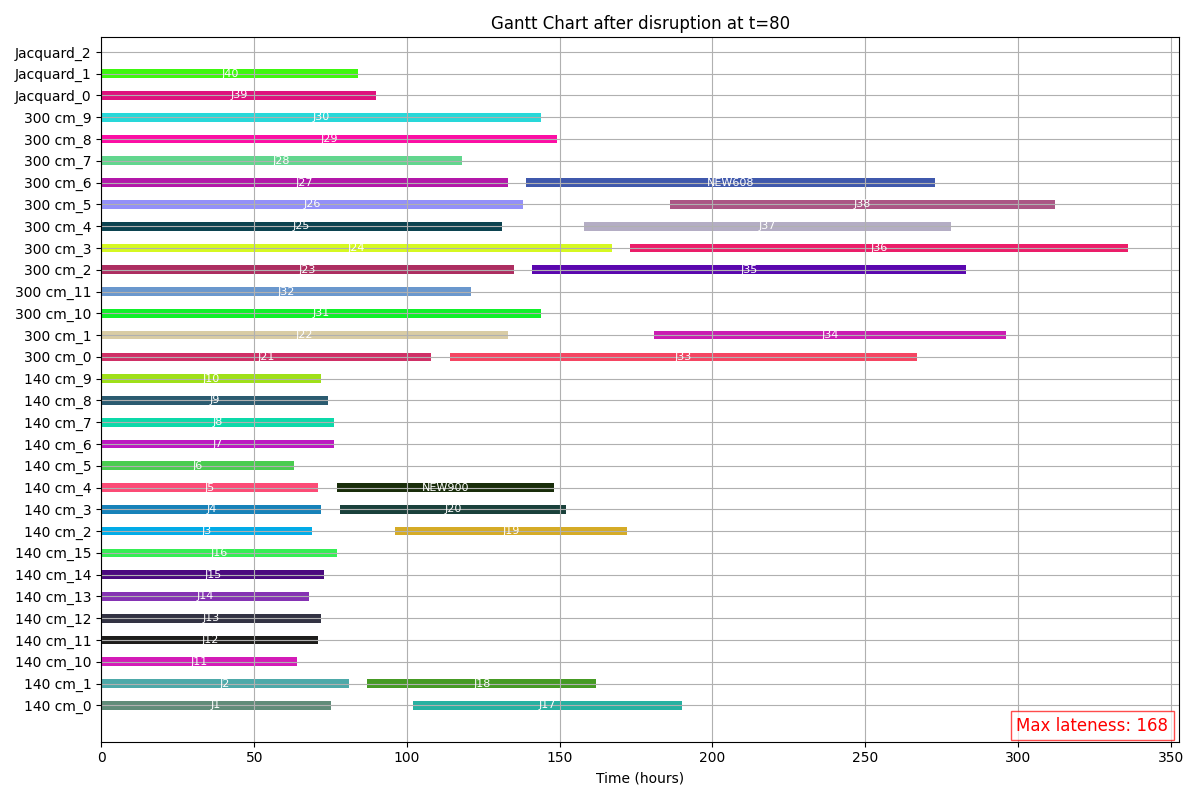 Gantt Chart after disruption at t=80
Jacquard_2
Jacquard_1
J40
Jacquard_0
J39
300 cm_9
J30
300 cm_8
J29
300 cm_7
J28
300 cm_6
J27
NEW608
300 cm_5
J26
J38
300 cm_4
J25
J37
300 cm_3
J24
J36
300 cm_2
J23
J35
300 cm_11
J32
300 cm_10
J31
300 cm_1
J22
J34
300 cm_0
J21
J33
140 cm_9
J10
140 cm_8
J9
140 cm_7
J8
140 cm_6
J7
140 cm_5
J6
140 cm_4
J5
NEW900
140 cm_3
J4
J20
140 cm_2
J3
J19
140 cm_15
J16
140 cm_14
J15
140 cm_13
J14
140 cm_12
J13
140 cm_11
J12
140 cm_10
J11
140 cm_1
J2
J18
140 cm_0
J1
J17
Max lateness: 168
0
50
100
150
200
250
300
350
Time (hours)